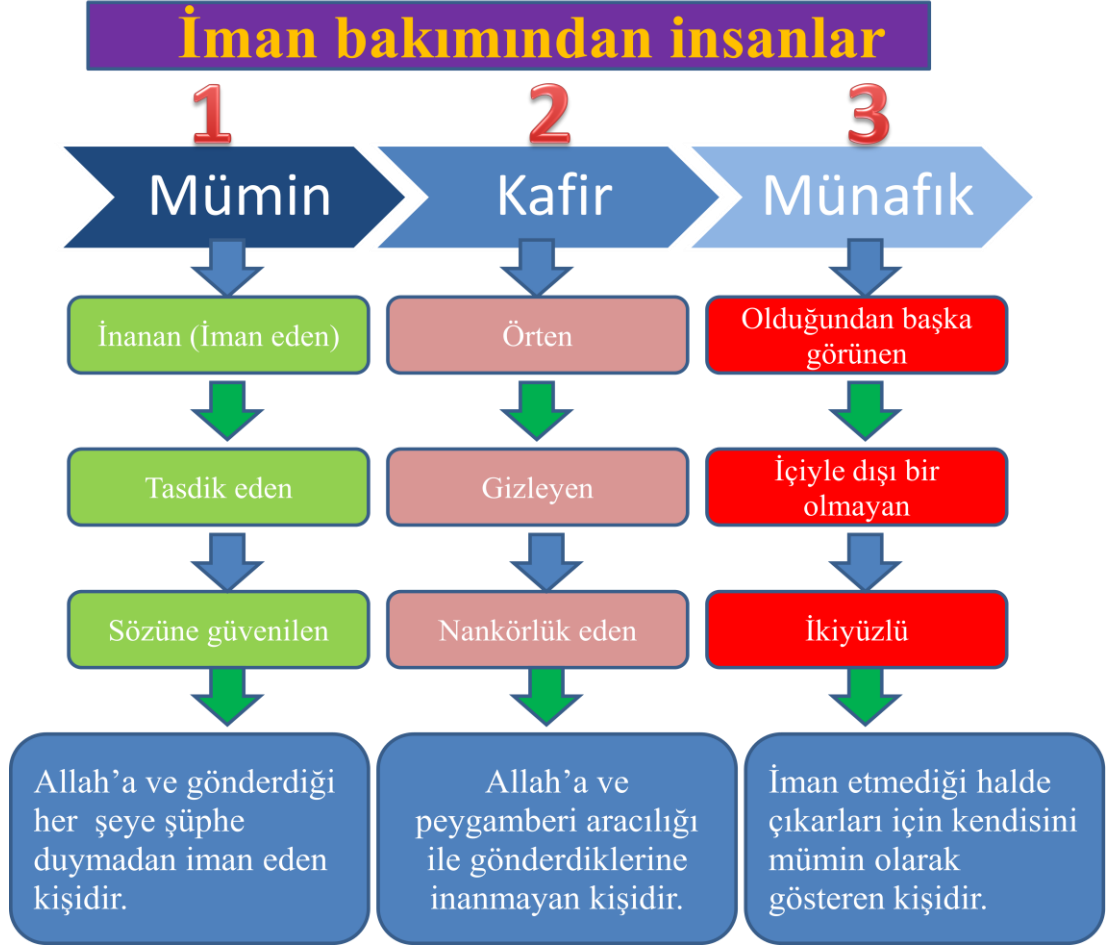 İman bakımından insanlar
1
2
3
Mümin
Kafir
Münafık
İnanan (İman eden)
Örten
Olduğundan başka
görünen
Tasdik eden
Gizleyen
İçiyle dışı bir
olmayan
Sözüne güvenilen
Nankörlük eden
İkiyüzlü
Allah’a ve gönderdiği
her şeye şüphe
duymadan iman eden
kişidir.
Allah’a ve
peygamberi aracılığı
ile gönderdiklerine
inanmayan kişidir.
İman etmediği halde
çıkarları için kendisini
mümin olarak
gösteren kişidir.